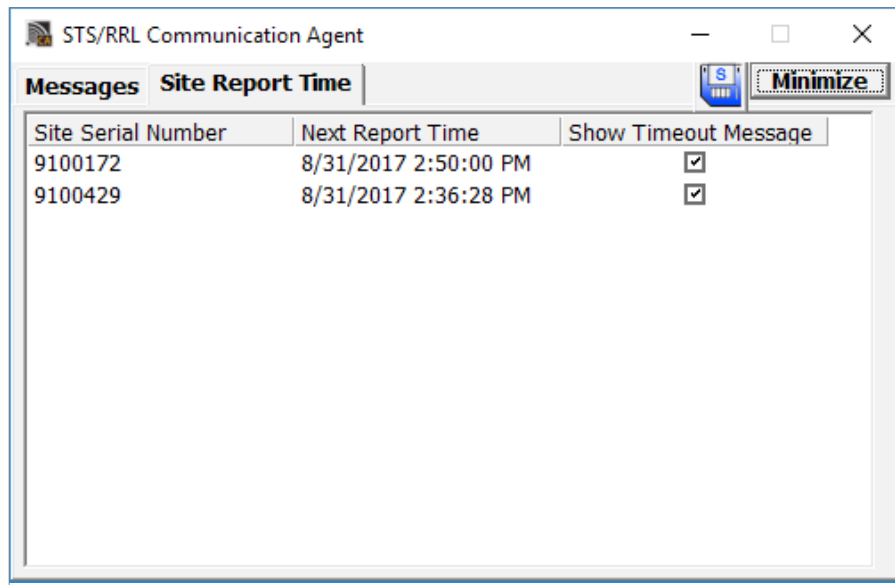 STS/RRL Communication Agent
Messages Site Report Time S Minimize
Site Serial Number Next Report Time Show Timeout Message
9100172 8/31/2017 2:50:00 PM
9100429 8/31/2017 2:36:28 PM